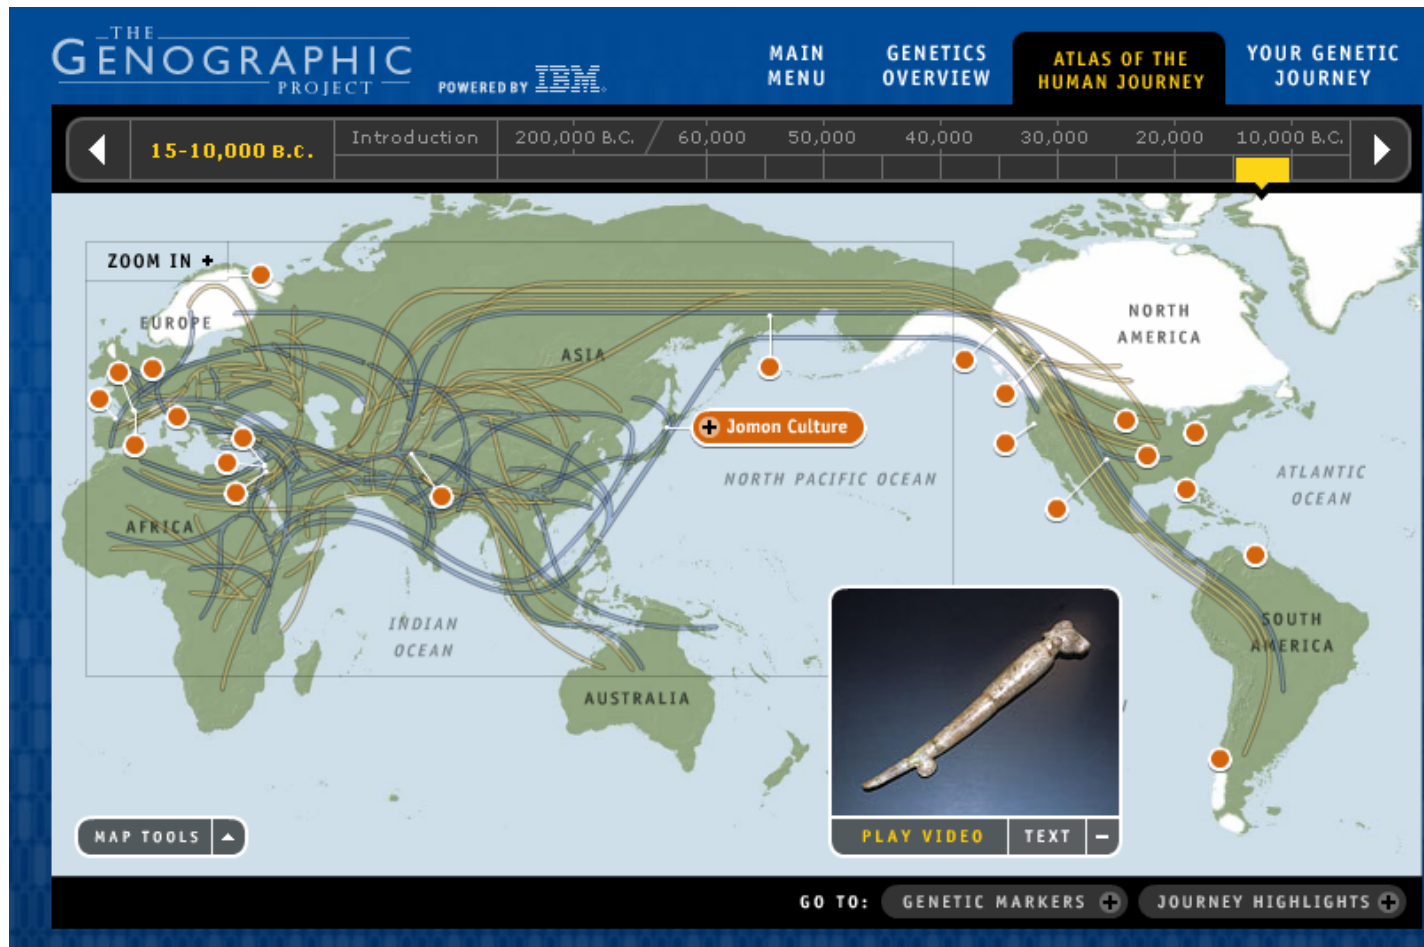 THE
GENOGRAPHIC
PROJECT
POWERED BY IBM
MAIN
MENU
GENETICS
OVERVIEW
ATLAS OF THE
HUMAN JOURNEY
YOUR GENETIC
JOURNEY
15-10,000 B.C.
Introduction
200,000 B.C.
60,000
50,000
40,000
30,000
20,000
10,000 B.C.
ZOOM IN +
EUROPE
ASIA
NORTH
AMERICA
+ Jomon Culture
NORTH PACIFIC OCEAN
ATLANTIC
OCEAN
AFRICA
INDIAN
OCEAN
SOUTH
AMERICA
AUSTRALIA
MAP TOOLS
PLAY VIDEO
TEXT
GO TO:
GENETIC MARKERS +
JOURNEY HIGHLIGHTS +